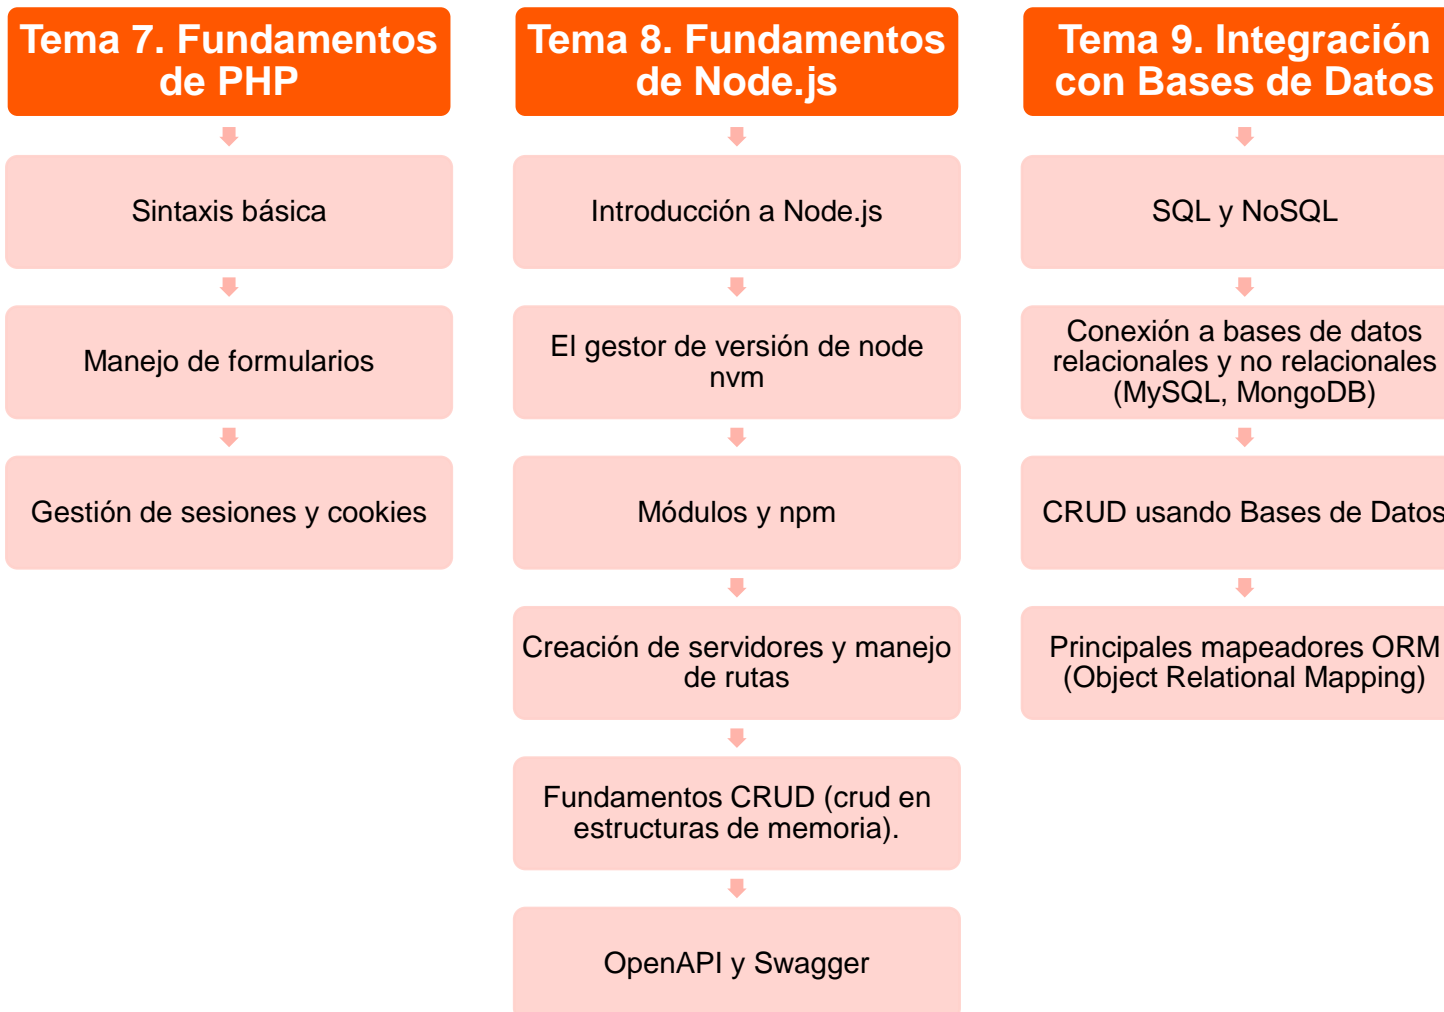 Tema 7. Fundamentos
de PHP
Sintaxis básica
Manejo de formularios
Gestión de sesiones y cookies
Tema 8. Fundamentos
de Node.js
Introducción a Node.js
El gestor de versión de node
nvm
Módulos y npm
Creación de servidores y manejo
de rutas
Fundamentos CRUD (crud en
estructuras de memoria).
OpenAPI y Swagger
Tema 9. Integración
con Bases de Datos
SQL y NoSQL
Conexión a bases de datos
relacionales y no relacionales
(MySQL, MongoDB)
CRUD usando Bases de Datos
Principales mapeadores ORM
(Object Relational Mapping)